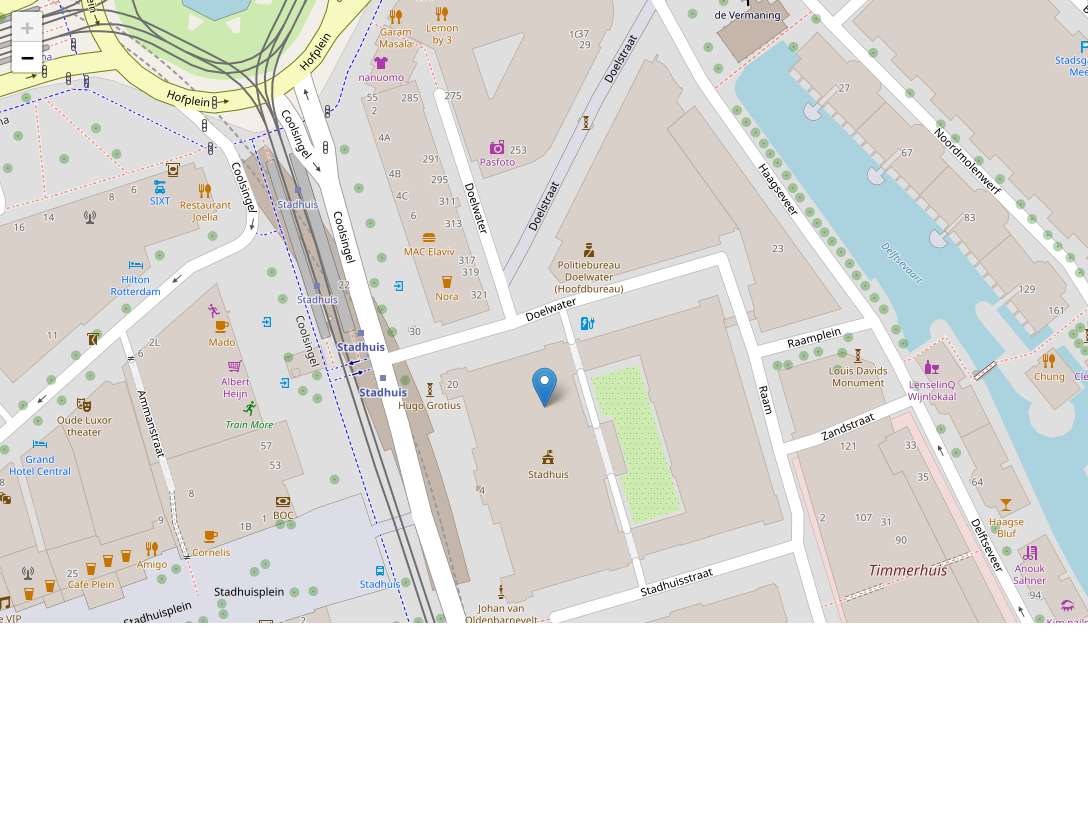 +
−
Hofplein
Hofplein
Coolsingel
Coolsingel
Coolsingel
Coolsingel
Garam
Masala
Lemon
by 3
nanuomo
55
2
285
275
4A
291
4B
295
4C
311
6
313
317
319
321
Doelwater
Doelstraat
Doelstraat
29
253
Pasfoto
de Vermaning
Stadsga
Mee
27
67
83
129
161
Noordmolenwerf
Haagseveer
Delftsevaart
MAC Elaviv
Nora
Politiebureau
Doelwater
(Hoofdbureau)
23
Doelwater
SIXT
Restaurant
Joelia
8
6
14
16
Hilton
Rotterdam
Stadhuis
Stadhuis
Stadhuis
Stadhuis
22
30
11
2L
6
Mado
Albert
Heijn
Train More
Oude Luxor
theater
Grand
Hotel Central
Ammanstraat
57
53
8
9
1B
1
BOC
Cornelis
Amigo
Café Plein
25
e VIP
Stadhuisplein
Stadhuisplein
Stadhuis
2
20
Hugo Grotius
4
Stadhuis
Johan van
Oldenbarnevelt
Stadhuisstraat
Raam
Raamplein
Zandstraat
Louis Davids
Monument
LenselinQ
Wijnlokaal
Chung
121
33
35
64
2
107
31
90
Timmerhuis
Delftseveer
Haagse
Bluf
Anouk
Sahner
94